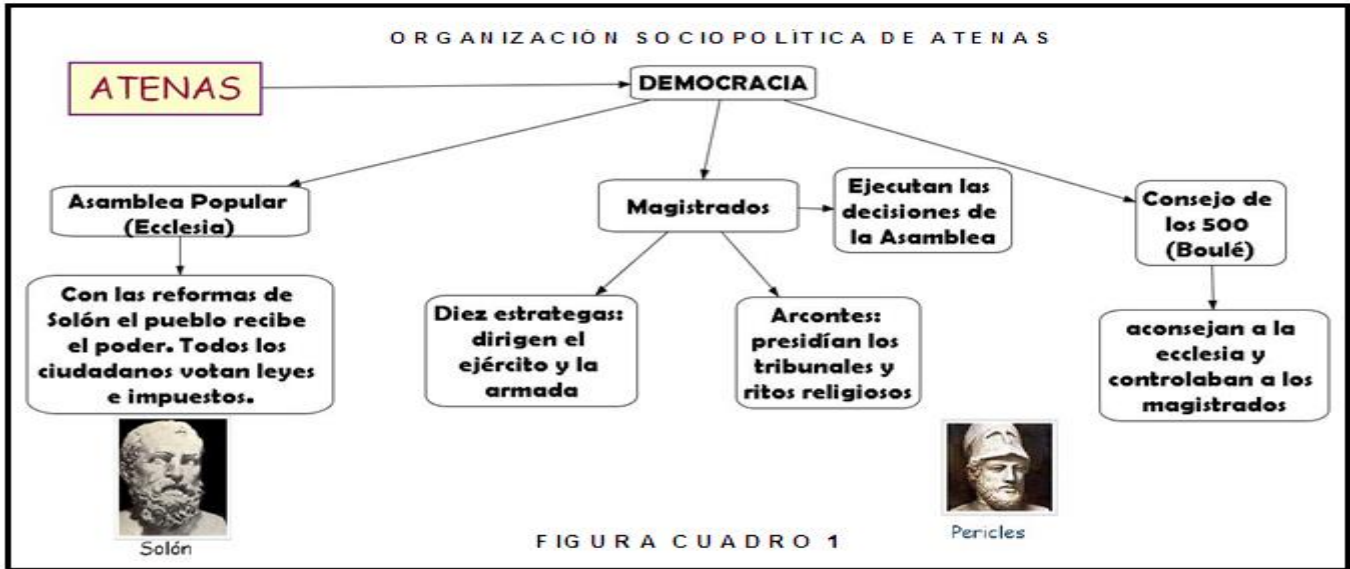 ORGANIZACIÓN SOCIOPOLÍTICA DE ATENAS
ATENAS
DEMOCRACIA
Asamblea Popular
(Ecclesia)
Magistrados
Ejecutan las
decisiones de
la Asamblea
Consejo de
los 500
(Boulé)
Con las reformas de
Solón el pueblo recibe
el poder. Todos los
ciudadanos votan leyes
e impuestos.
Diez estrategas:
dirigen el
ejército y la
armada
Arcontes:
presidían los
tribunales y
ritos religiosos
aconsejan a la
ecclesia y
controlaban a los
magistrados
Solón
Pericles
FIGURA CUADRO 1